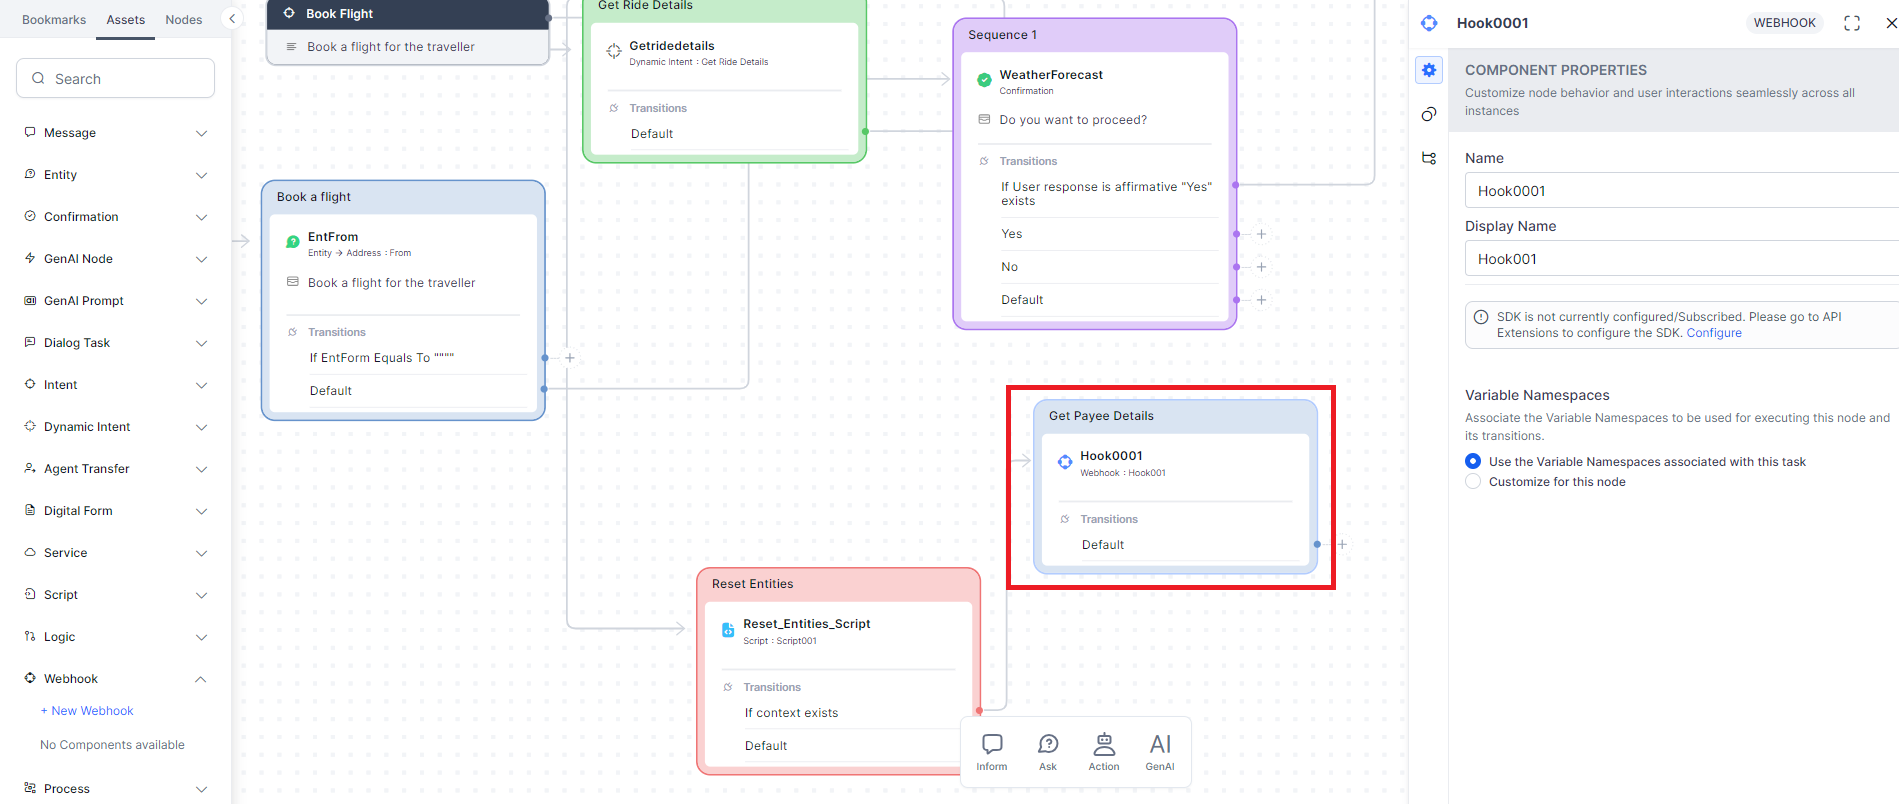 Bookmarks
Assets
Nodes
Search
Message
Entity
Confirmation
GenAI Node
GenAI Prompt
Dialog Task
Intent
Dynamic Intent
Agent Transfer
Digital Form
Service
Script
Logic
Webhook
+ New Webhook
No Components available
Process
Book Flight
Book a flight for the traveller
Book a flight
EntFrom
Entity → Address : From
Book a flight for the traveller
Transitions
If EntForm Equals To """"
Default
Get Ride Details
Getridedetails
Dynamic Intent : Get Ride Details
Transitions
Default
Sequence 1
WeatherForecast
Confirmation
Do you want to proceed?
Transitions
If User response is affirmative "Yes"
exists
Yes
No
Default
Get Payee Details
Hook0001
Webhook : Hook001
Transitions
Default
Reset Entities
Reset_Entities_Script
Script : Script001
Transitions
If context exists
Default
Inform
Ask
Action
AI
GenAI
Hook0001
WEBHOOK
COMPONENT PROPERTIES
Customize node behavior and user interactions seamlessly across all
instances
Name
Hook0001
Display Name
Hook001
SDK is not currently configured/Subscribed. Please go to API
Extensions to configure the SDK. Configure
Variable Namespaces
Associate the Variable Namespaces to be used for executing this node and
its transitions.
Use the Variable Namespaces associated with this task
Customize for this node